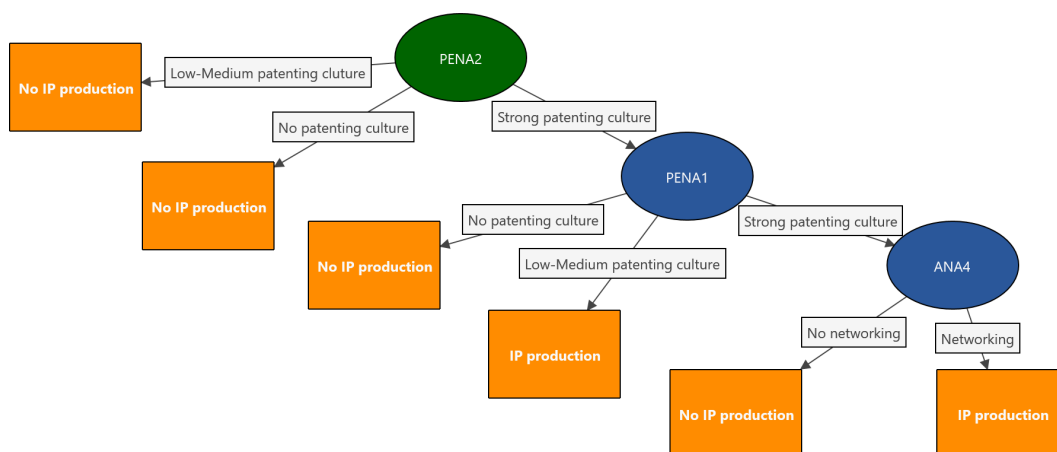 PENA2
Low-Medium patenting cluture
No IP production
No patenting culture
Strong patenting culture
No IP production
PENA1
No patenting culture
Strong patenting culture
No IP production
Low-Medium patenting culture
ANA4
No networking
Networking
IP production
No IP production
IP production